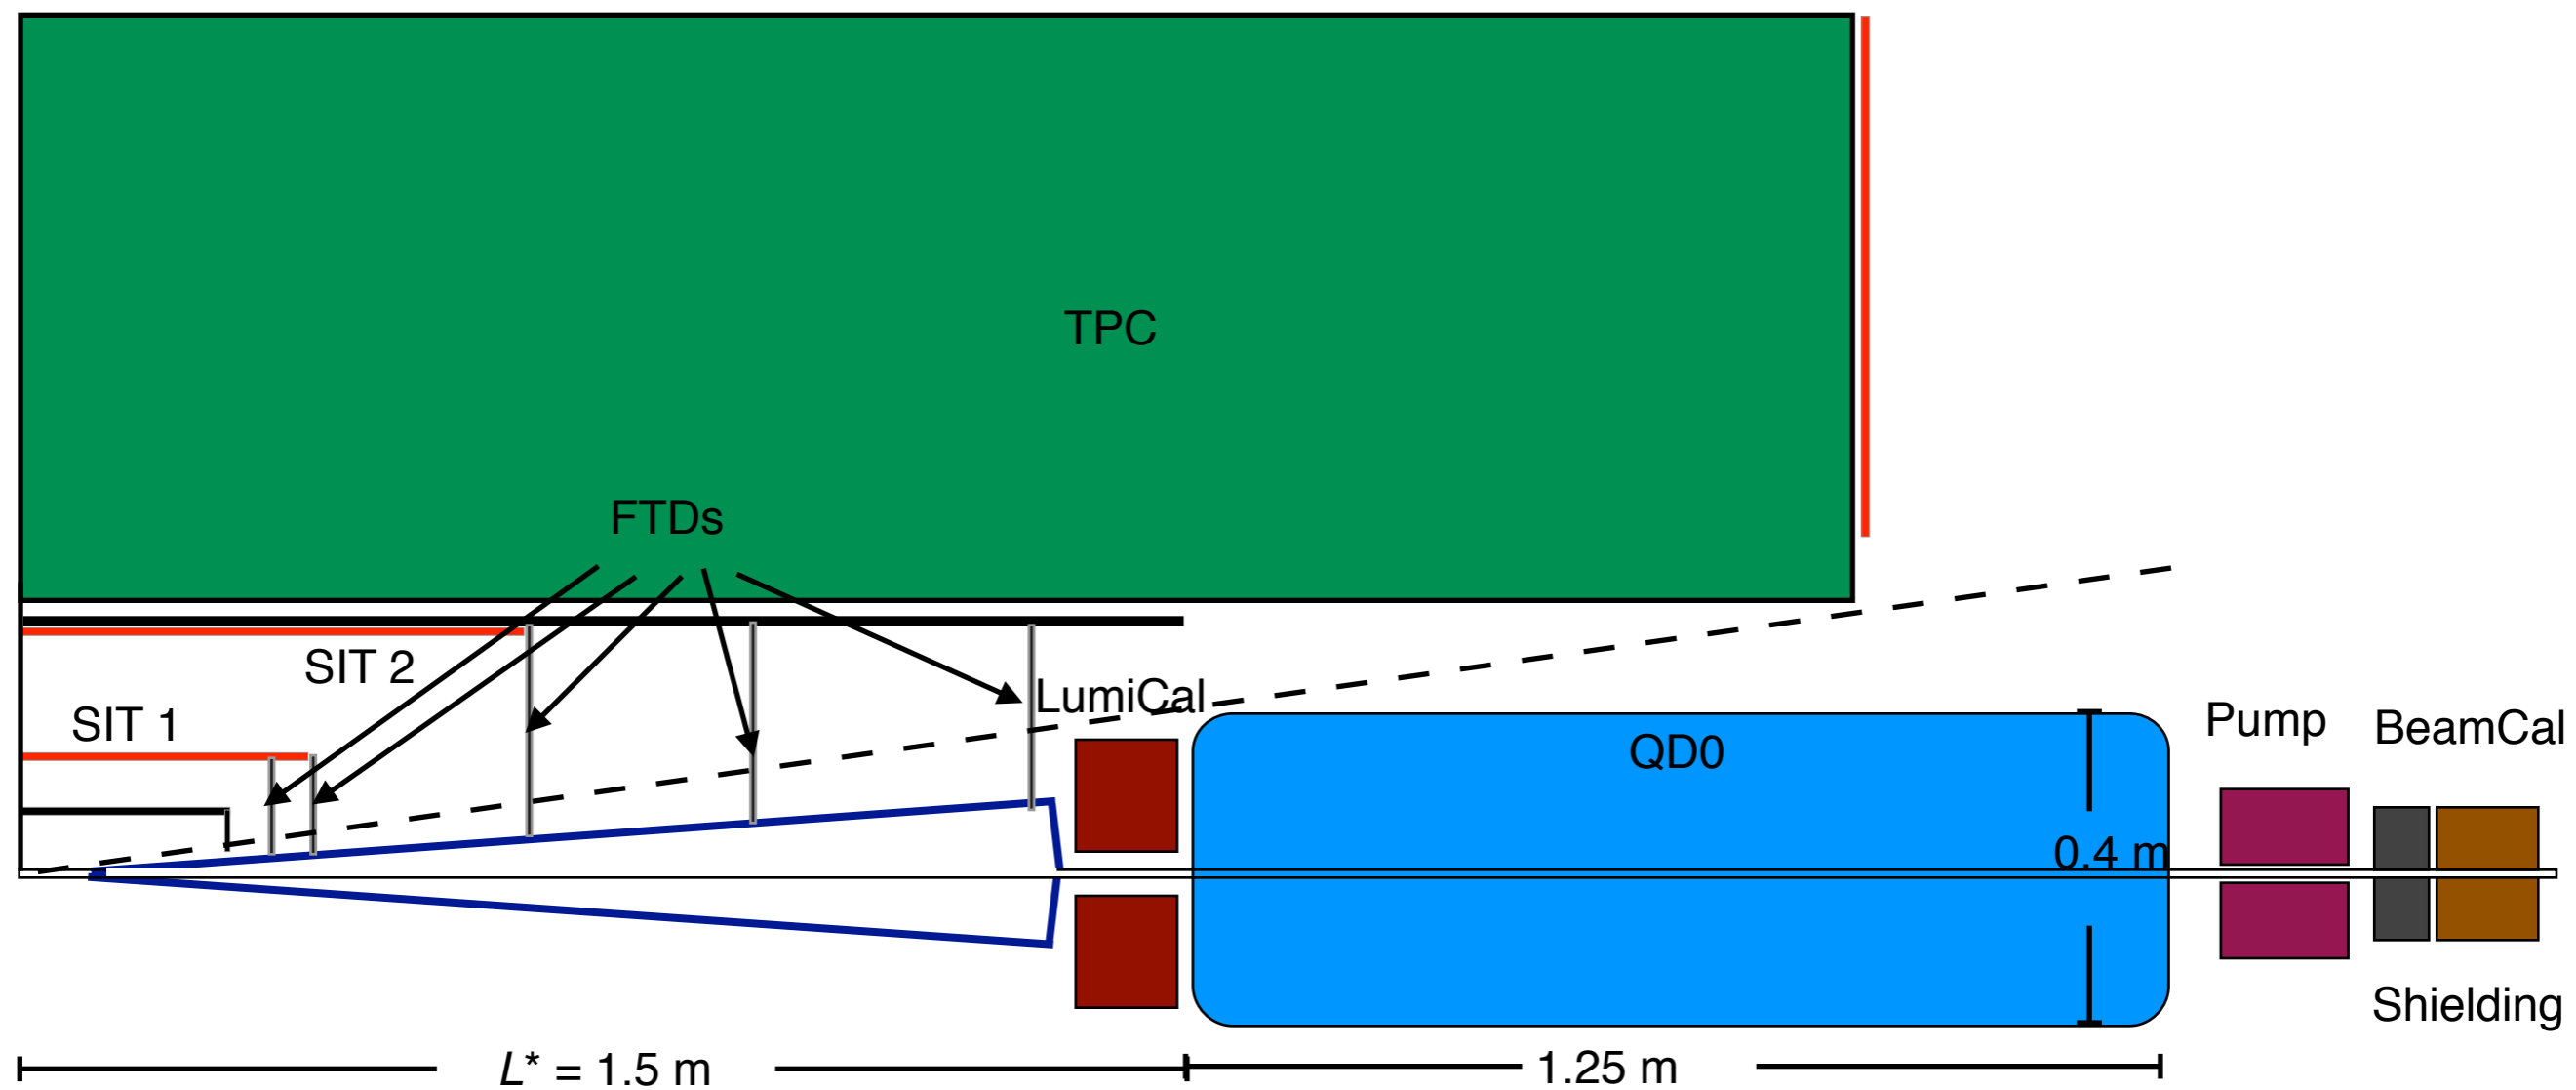 TPC
FTDs
SIT 2
LumiCal
SIT 1
Pump
BeamCal
QD0
0.4 m
Shielding
L* = 1.5 m
1.25 m